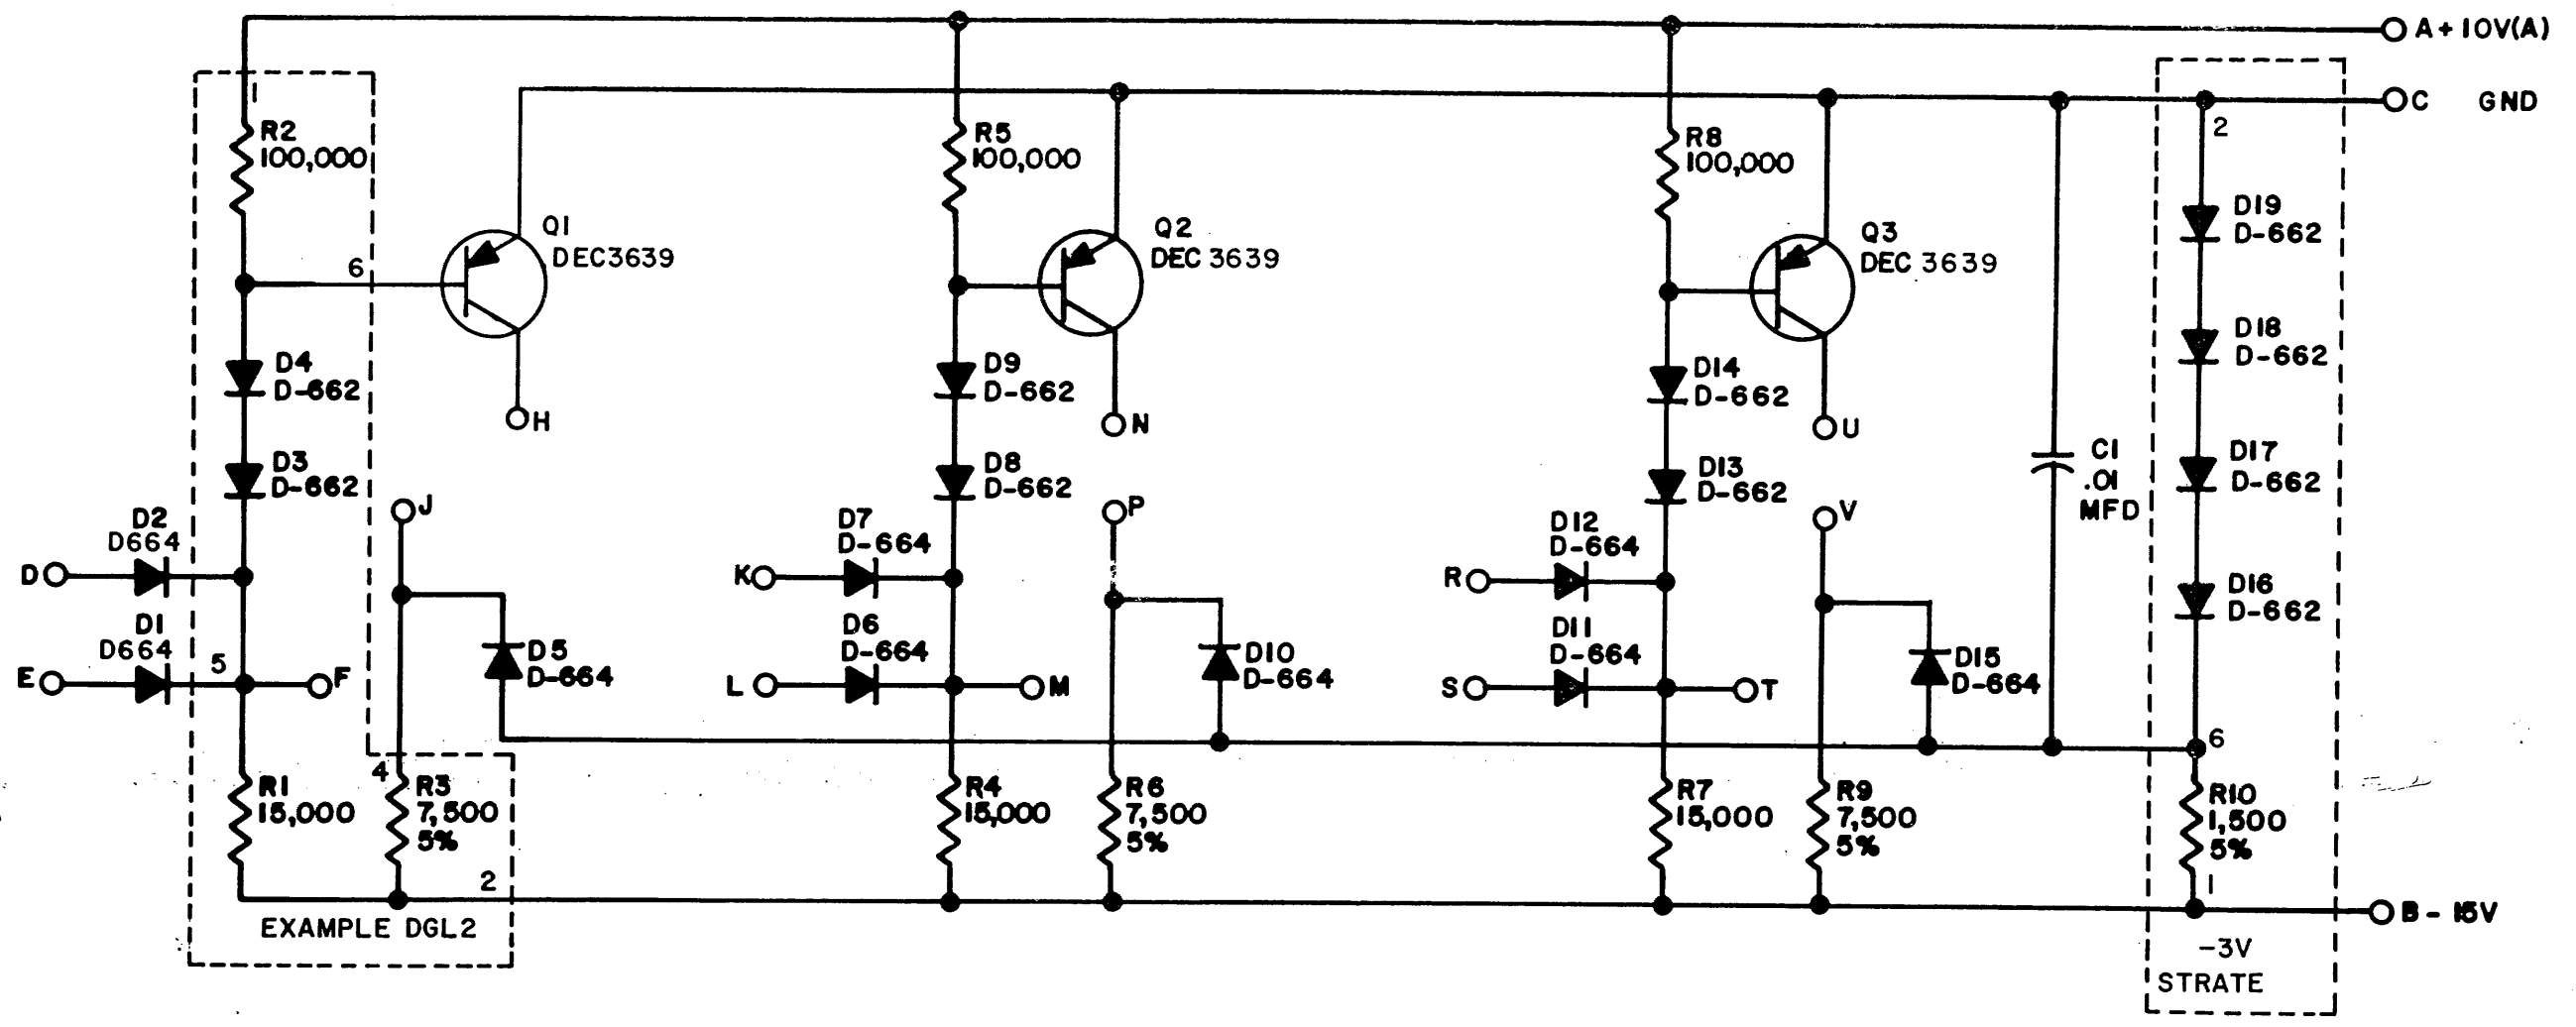 A+10V(A)
C GND
1
R2
100,000
R5
100,000
R8
100,000
2
Q1
DEC3639
Q2
DEC 3639
Q3
DEC 3639
D19
D-662
6
D18
D-662
D4
D-662
D9
D-662
D14
D-662
H
N
U
D3
D-662
D8
D-662
D13
D-662
C1
.01
MFD
D17
D-662
J
P
V
D2
D664
D
D7
D-664
K
D12
D-664
R
D16
D-662
D1
D664
E
5
F
D5
D-664
D6
D-664
L
M
D10
D-664
D11
D-664
S
T
D15
D-664
6
4
R1
15,000
R3
7,500
5%
R4
15,000
R6
7,500
5%
R7
15,000
R9
7,500
5%
R10
1,500
5%
2
1
B-15V
EXAMPLE DGL2
-3V
STRATE